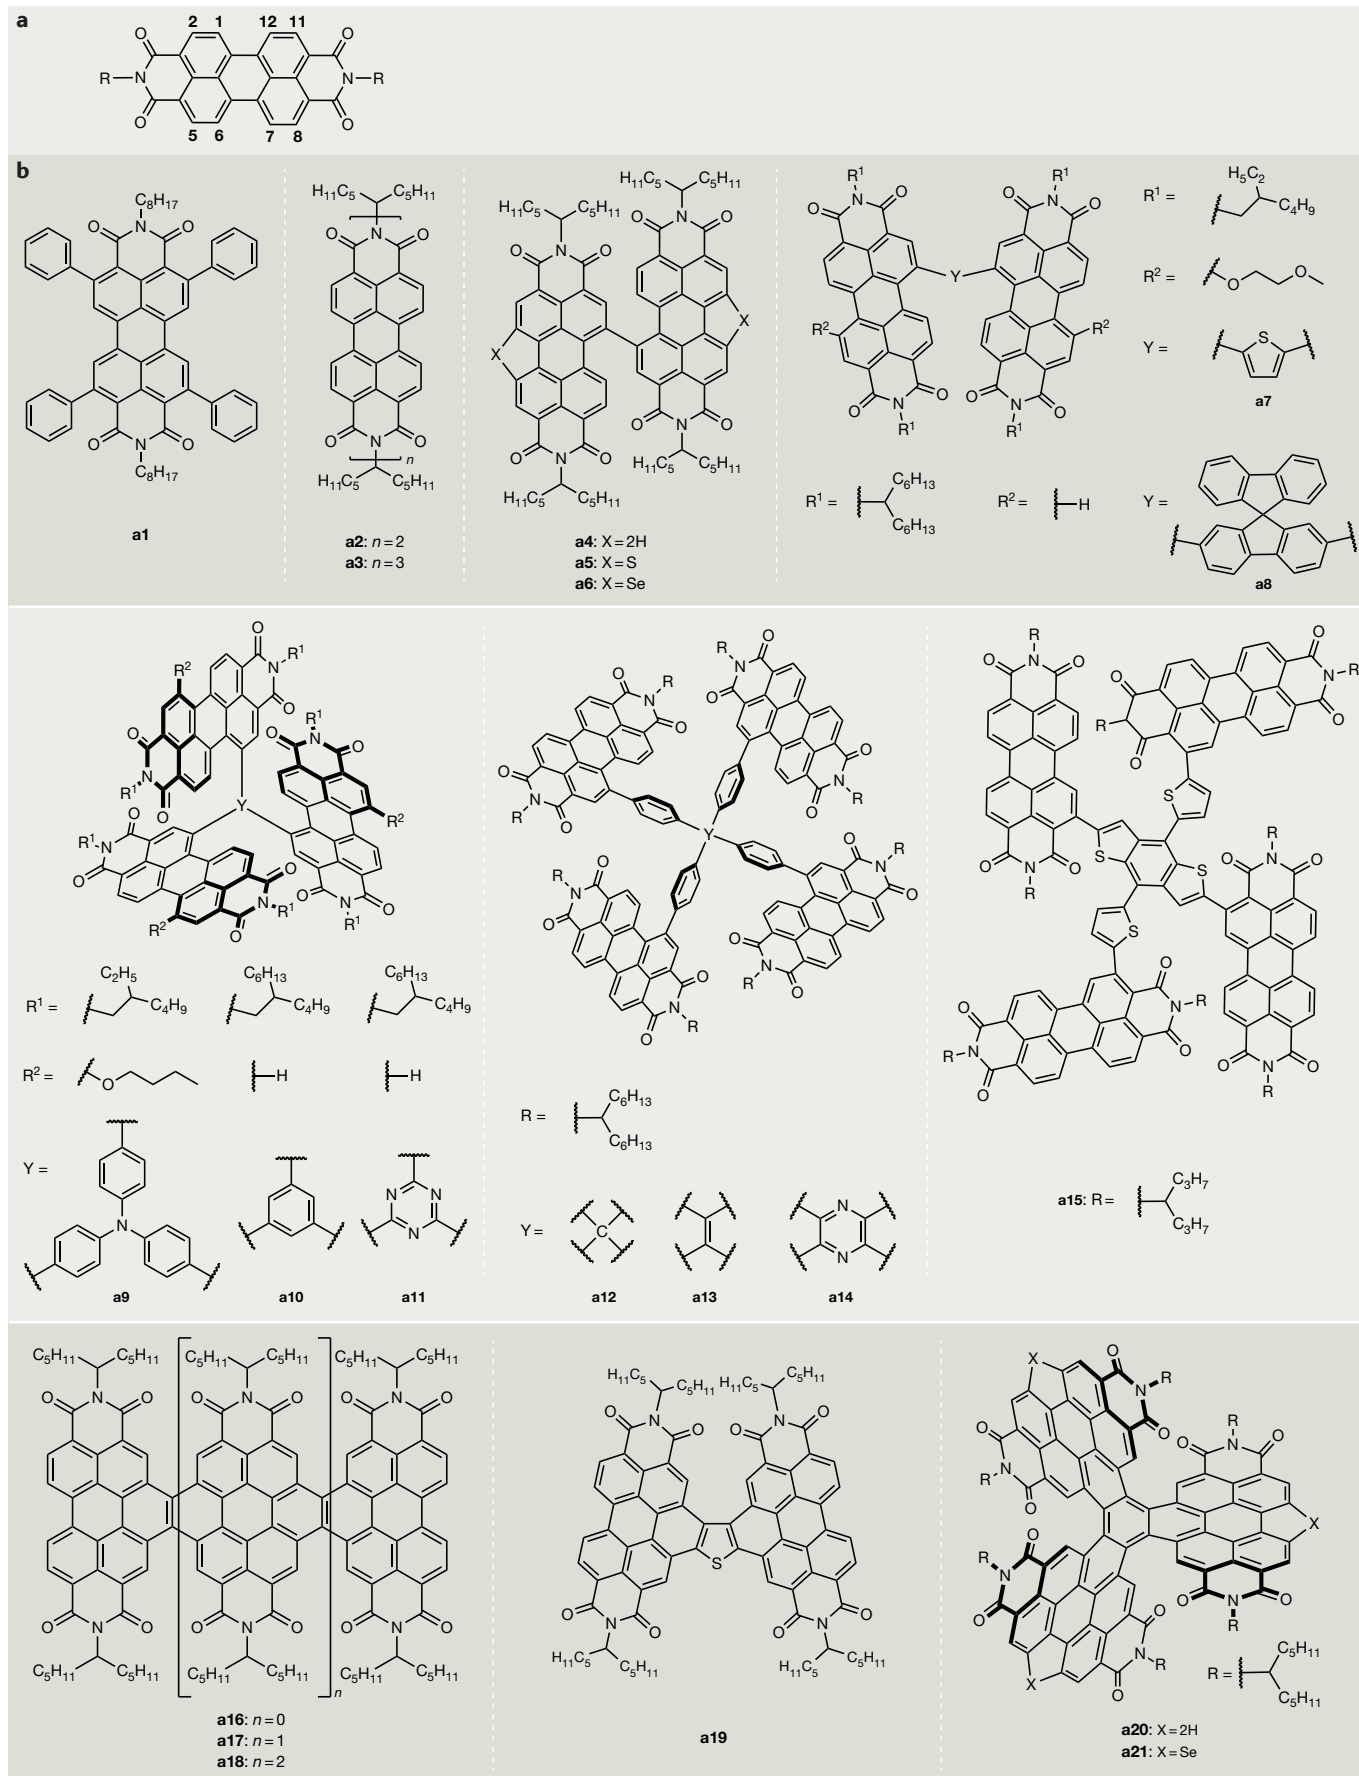 a
2 1 12 11
O O
R N N R
O O
5 6 7 8
b
C8H17
O N O
O N O
C8H17
a1
H11C5 C5H11
O N O
O N O
n
H11C5 C5H11
a2: n = 2
a3: n = 3
H11C5 C5H11
H11C5 C5H11
O N O
O N O
X
X
O N O
O N O
H11C5 C5H11
H11C5 C5H11
a4: X = 2H
a5: X = S
a6: X = Se
R1 R1
O N O O N O
Y
R2 R2
O N O O N O
R1 R1
R1 = H5C2 C4H9
R2 = O O
Y = S
a7
R1 = C6H13 C6H13
R2 = H
Y =
a8
O
R2 N R1
O
O R1
O N O
N
R1 O
Y
O R2
R1 N
O O O N O
N R1 R1
R2 O
R1 = C2H5 C4H9 C6H13 C4H9 C6H13 C4H9
R2 = O H H
Y =
N
N N
N
a9 a10 a11
R N O
O
O N R
O
O
N
R O
O
N R
O
Y
R O
N
O
O N R
O
O
N
R O
O
N R
O
R = C6H13
C6H13
Y = C
N
N
a12 a13 a14
R
O N O
O
N R
O
O
R
O
S
O N O
R
S
S
R
O N O
S
O
N R
O
O
R N
O
O N O
R
a15: R = C3H7
C3H7
C5H11 C5H11 C5H11 C5H11 C5H11 C5H11
O N O O N O O N O
O N O O N O O N O
C5H11 C5H11 C5H11 C5H11 C5H11 C5H11
n
a16: n = 0
a17: n = 1
a18: n = 2
H11C5 C5H11 H11C5 C5H11
O N O O N O
S
O N O O N O
H11C5 C5H11 H11C5 C5H11
a19
X O
N R
O
O
N
R
O
R
O N O
X
O N O
R
O
R
N
O
O
N R
O
X
R = C5H11
C5H11
a20: X = 2H
a21: X = Se